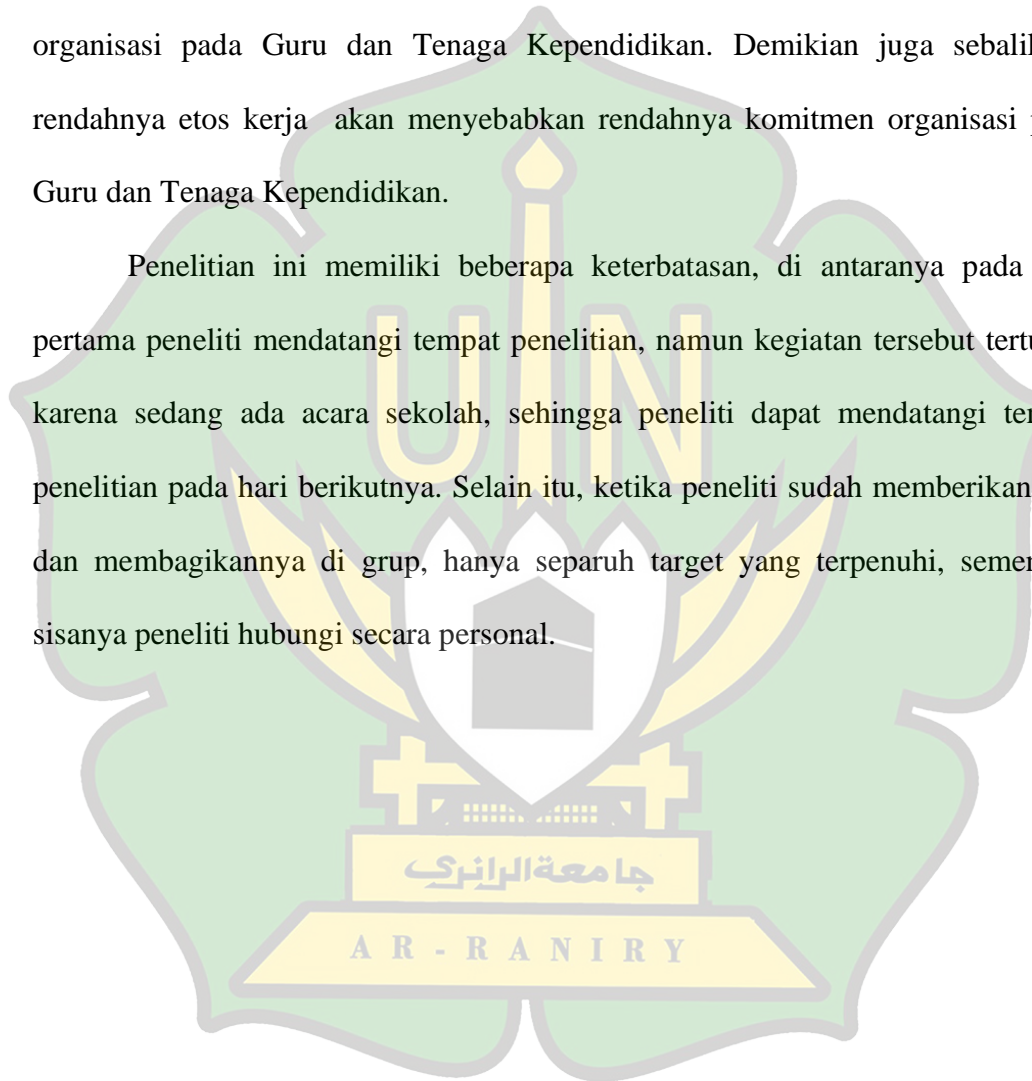 organisasi pada Guru dan Tenaga Kependidikan. Demikian juga sebalik
rendahnya etos kerja akan menyebabkan rendahnya komitmen organisasi
Guru dan Tenaga Kependidikan.
Penelitian ini memiliki beberapa keterbatasan, di antaranya pada
pertama peneliti mendatangi tempat penelitian, namun kegiatan tersebut tertu
karena sedang ada acara sekolah, sehingga peneliti dapat mendatangi te
penelitian pada hari berikutnya. Selain itu, ketika peneliti sudah memberikan
dan membagikannya di grup, hanya separuh target yang terpenuhi, semen
sisanya peneliti hubungi secara personal.
UIN
جامعةالرانري
AR-RANIRY